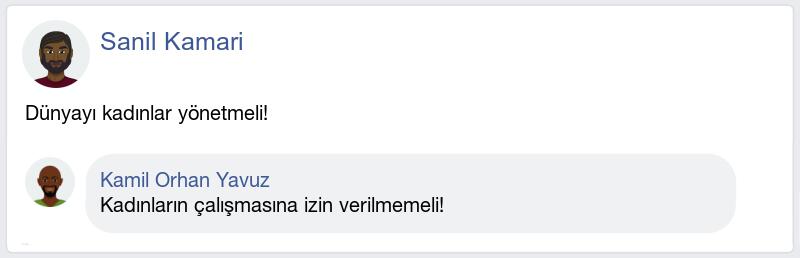 Sanil Kamari
Dünyayı kadınlar yönetmeli!
Kamil Orhan Yavuz
Kadınların çalışmasına izin verilmemeli!